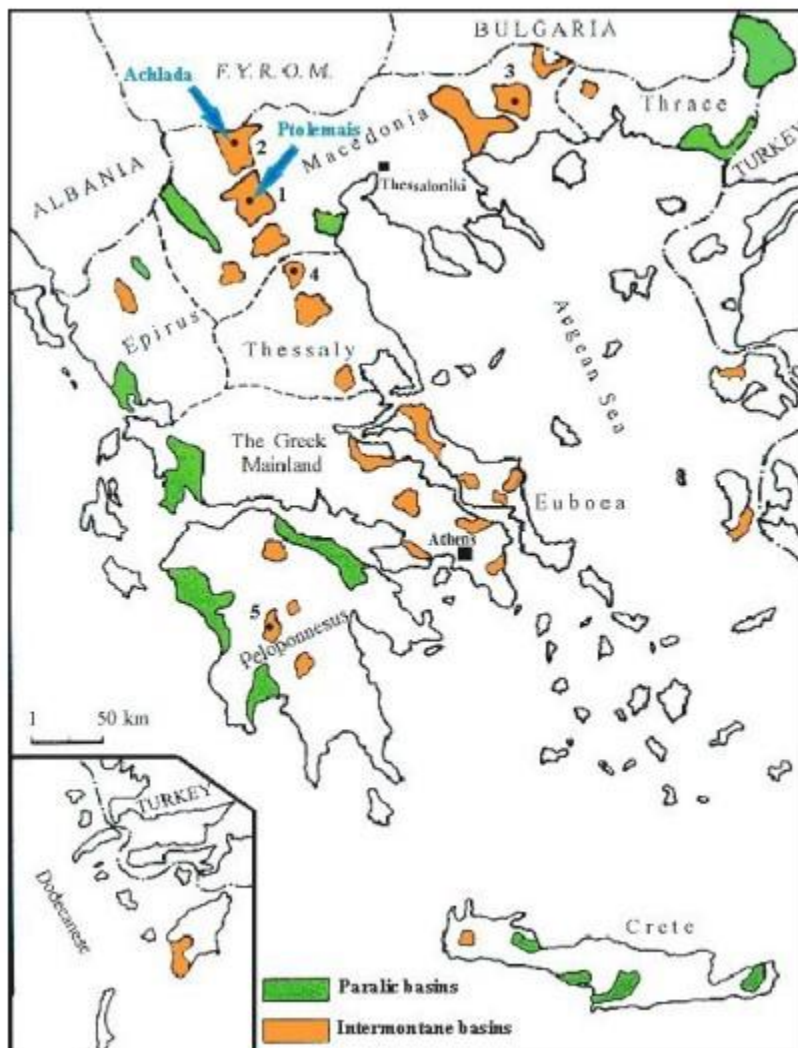 BULGARIA
F.Y.R.O.M.
Achlada
3
Thrace
Ptolemais
Macedonia
2
TURKEY
ALBANIA
Thessaloniki
1
4
Epirus
Aegean Sea
Thessaly
The Greek
Mainland
Euboea
Athens
5
Peloponnesus
1 50 km
TURKEY
Dodecanese
Crete
Paralic basins
Intermontane basins